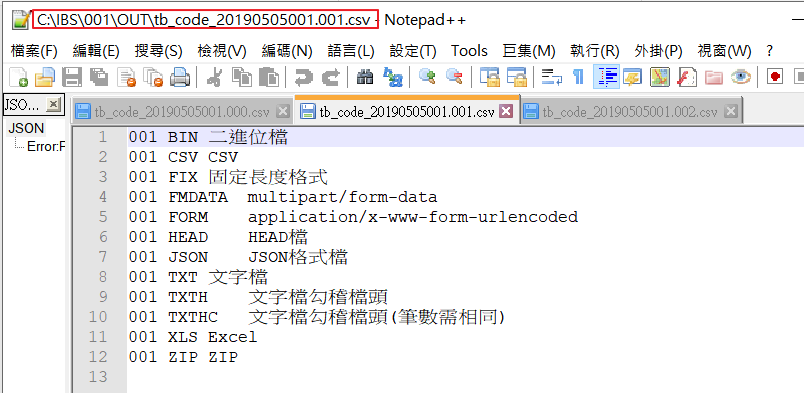 C:\IBS\001\OUT\tb_code_20190505001.001.csv - Notepad++
檔案(F) 編輯(E) 搜尋(S) 檢視(V) 編碼(N) 語言(L) 設定(T) Tools 巨集(M) 執行(R) 外掛(P) 視窗(W) ?
JSO...
tb_code_20190505001.000.csv tb_code_20190505001.001.csv tb_code_20190505001.002.csv
JSON
Error:F
1 001 BIN 二進位檔
2 001 CSV CSV
3 001 FIX 固定長度格式
4 001 FMDATA multipart/form-data
5 001 FORM application/x-www-form-urlencoded
6 001 HEAD HEAD檔
7 001 JSON JSON格式檔
8 001 TXT 文字檔
9 001 TXTH 文字檔勾稽檔頭
10 001 TXTHC 文字檔勾稽檔頭(筆數需相同)
11 001 XLS Excel
12 001 ZIP ZIP
13